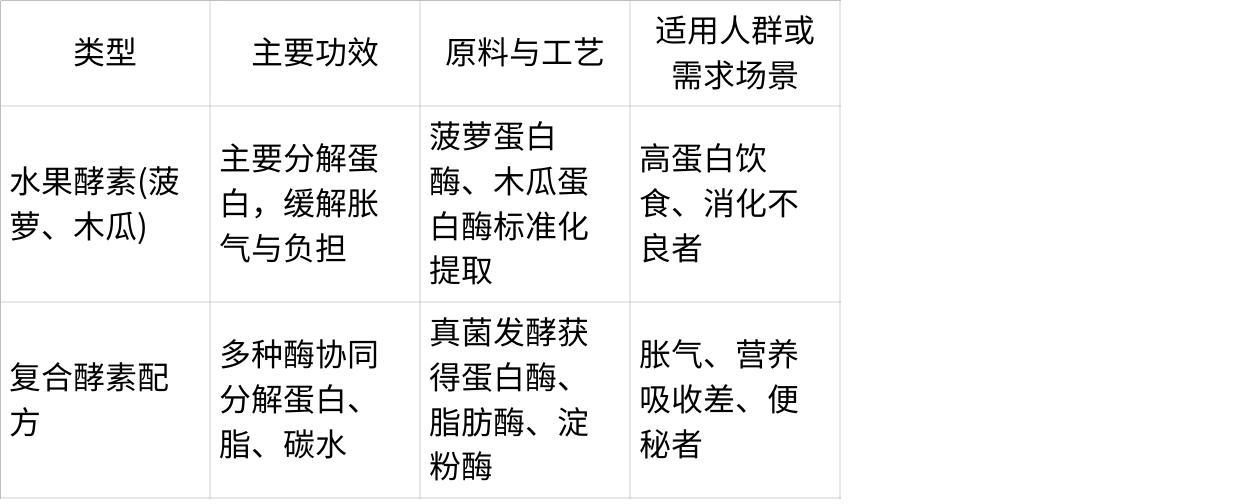 类型
主要功效
原料与工艺
适用人群或
需求场景
水果酵素(菠
萝、木瓜)
主要分解蛋
白，缓解胀
气与负担
菠萝蛋白
酶、木瓜蛋
白酶标准化
提取
高蛋白饮
食、消化不
良者
复合酵素配
方
多种酶协同
分解蛋白、
脂、碳水
真菌发酵获
得蛋白酶、
脂肪酶、淀
粉酶
胀气、营养
吸收差、便
秘者